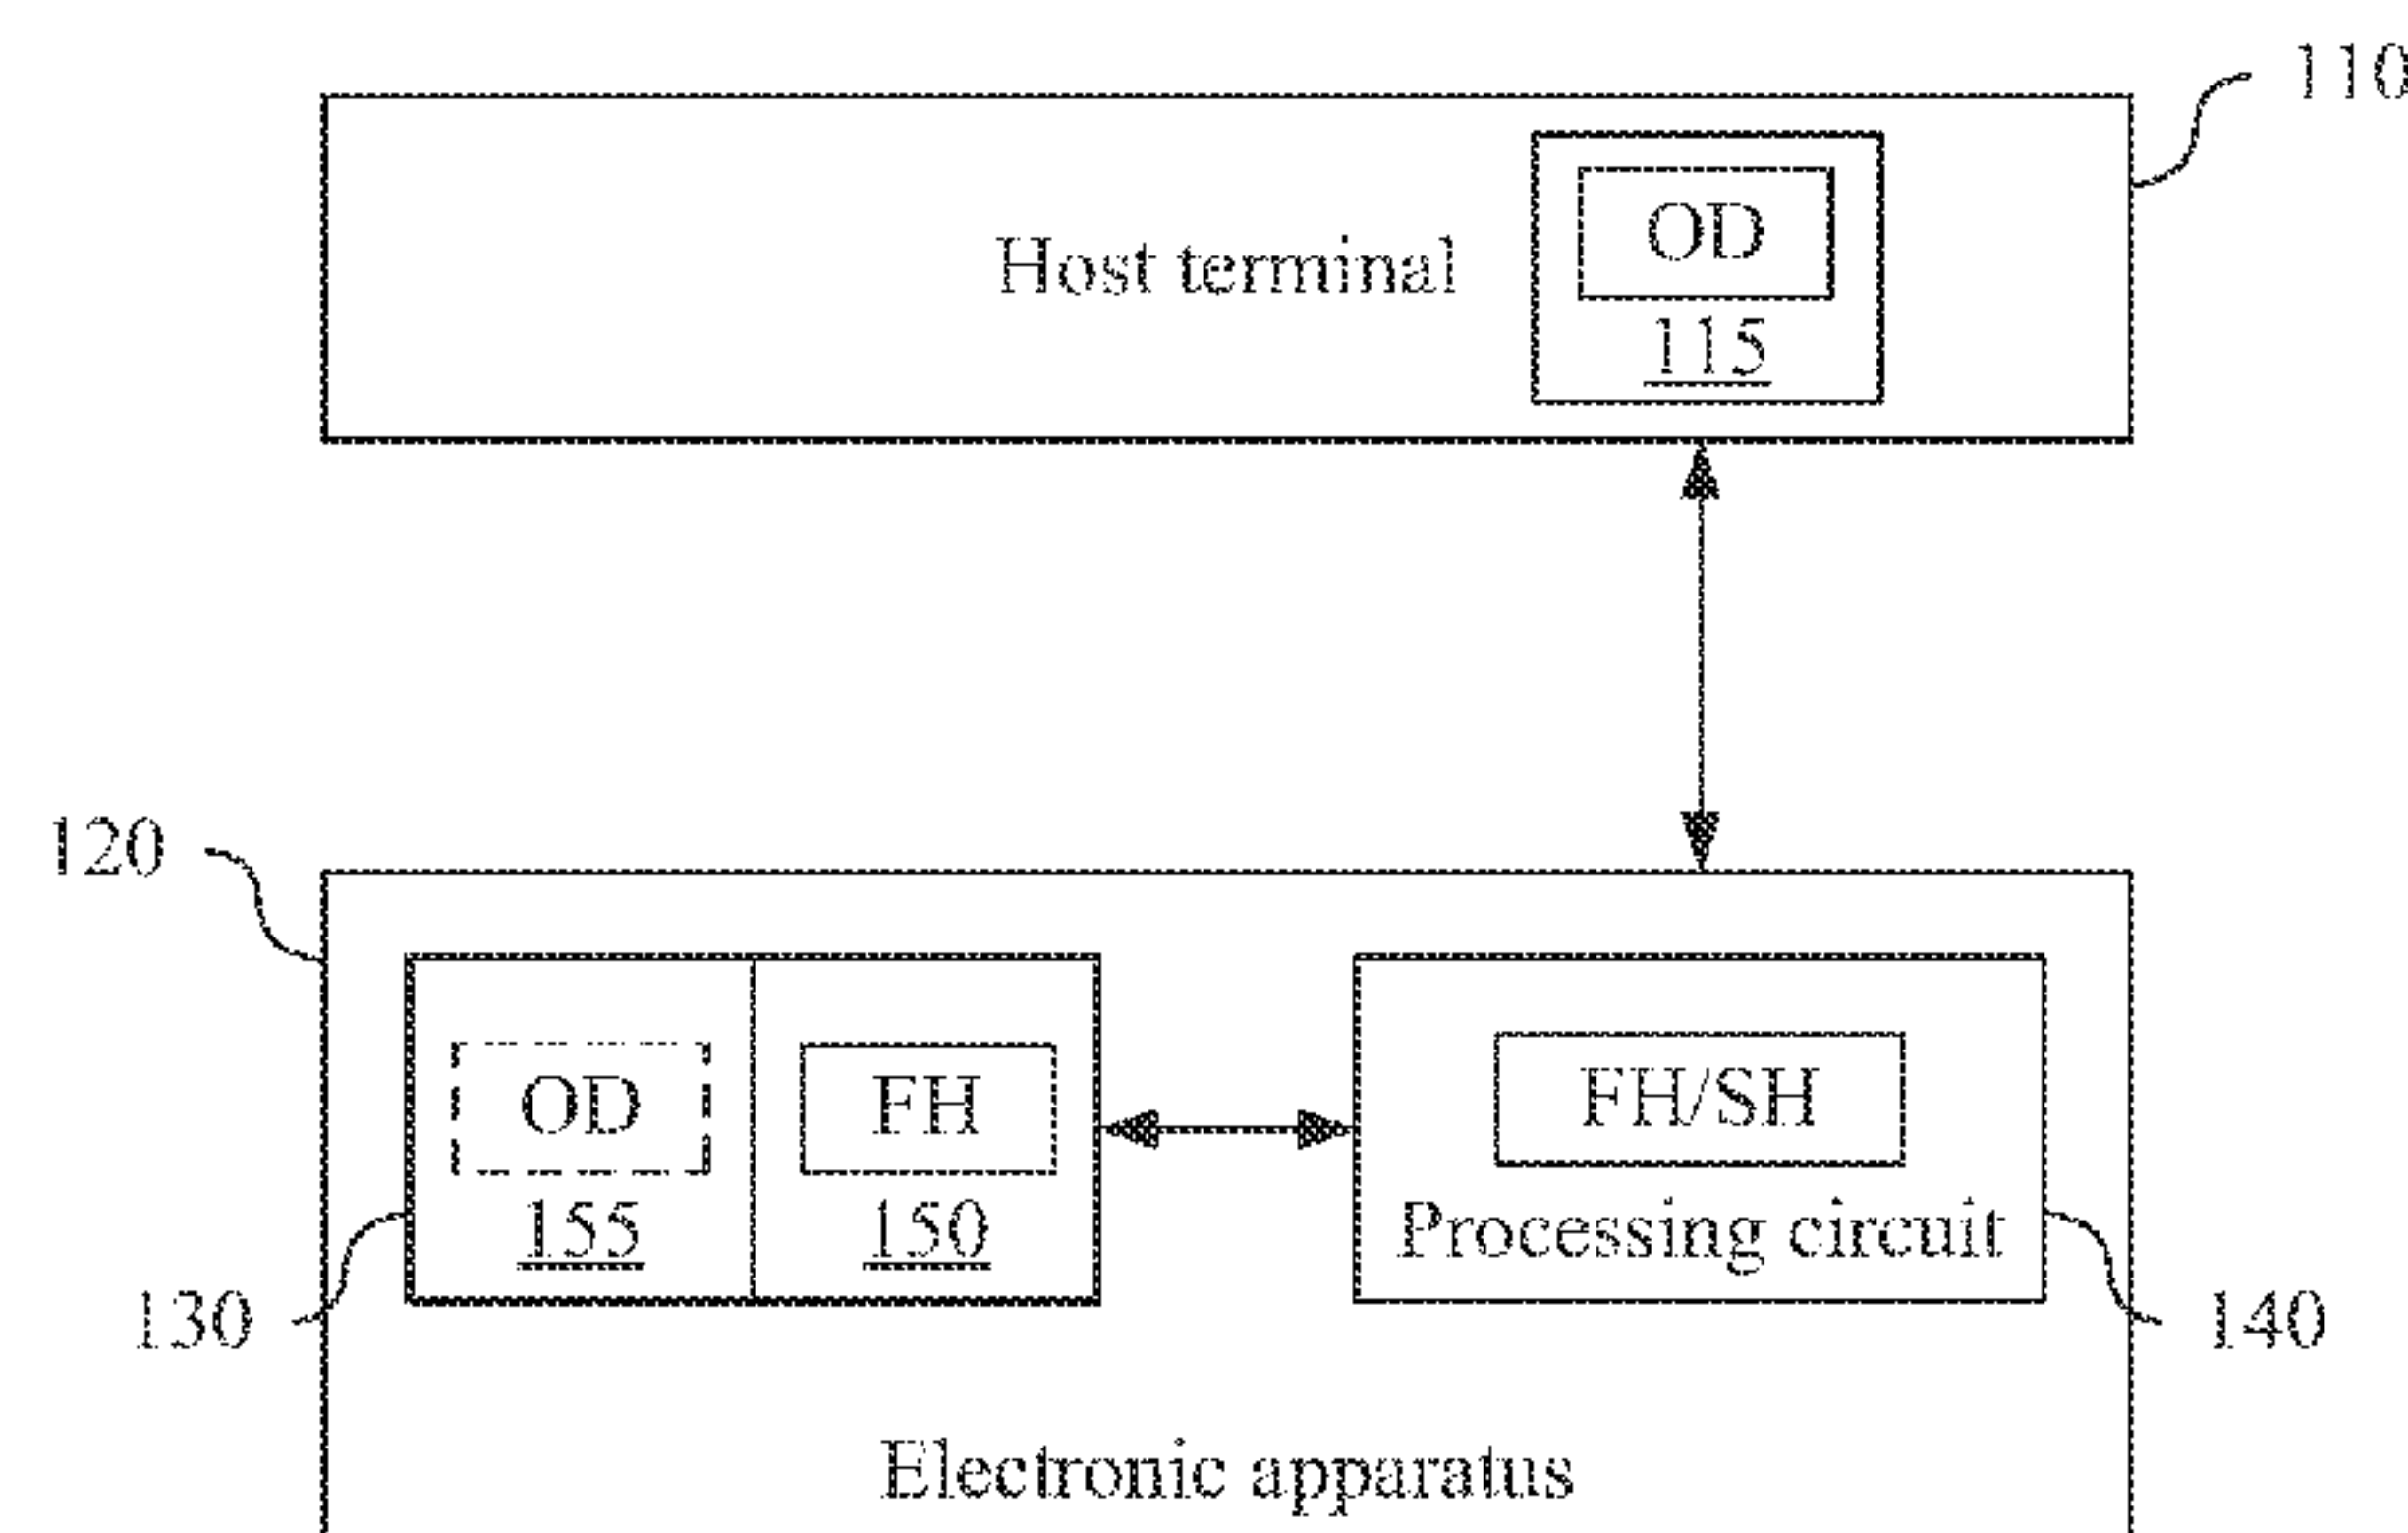 110
OD
Host terminal
115
120
OD
FH
FH/SH
155
150
Processing circuit
130
140
Electronic apparatus